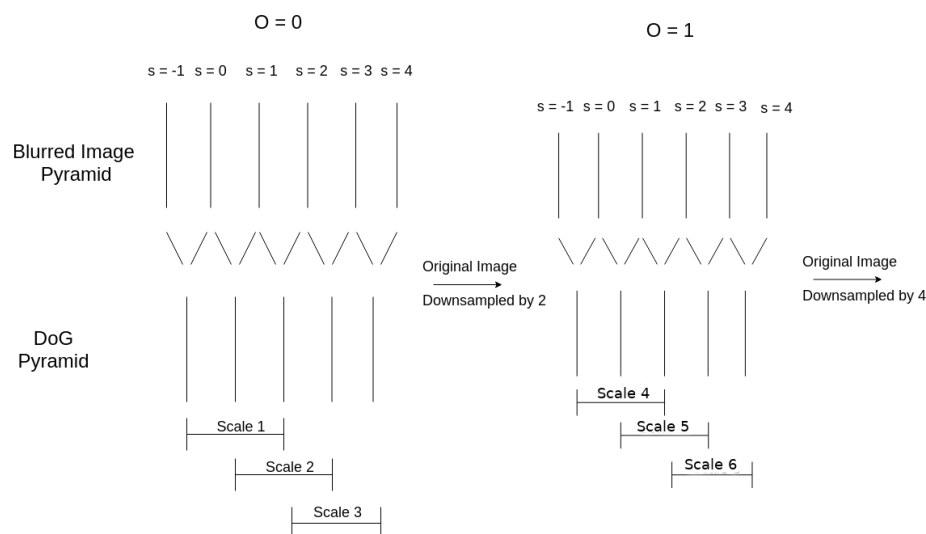 O = 0
O = 1
s = -1 s = 0 s = 1 s = 2 s = 3 s = 4
s = -1 s = 0 s = 1 s = 2 s = 3 s = 4
Blurred Image
Pyramid
Original Image
Downsampled by 2
Original Image
Downsampled by 4
DoG
Pyramid
Scale 1
Scale 2
Scale 3
Scale 4
Scale 5
Scale 6